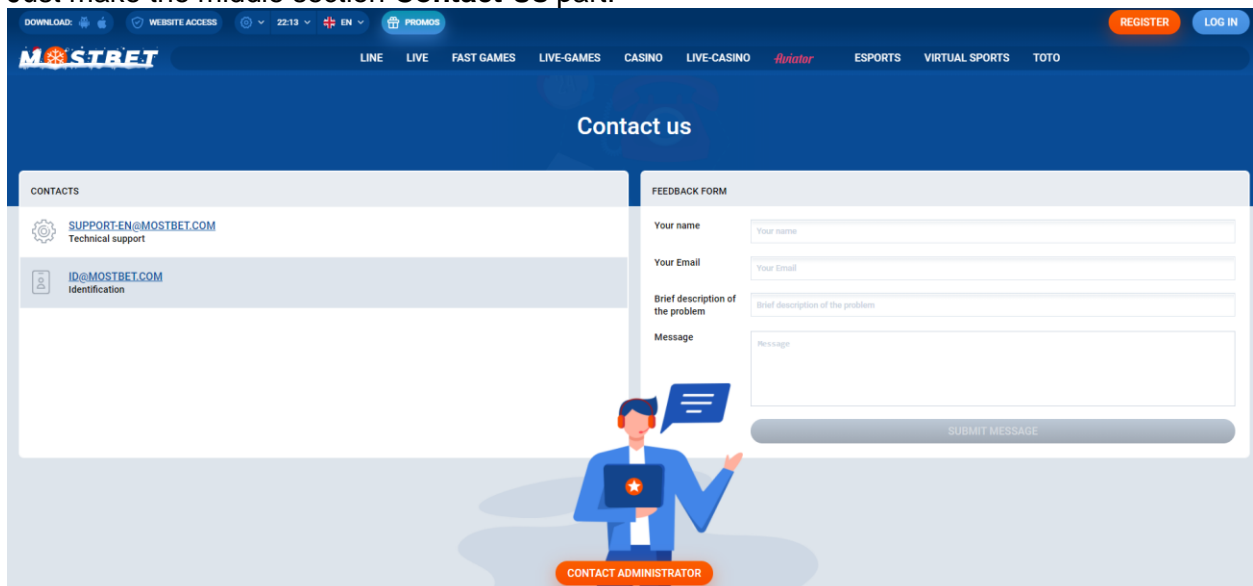 Just make the middle section Contact US part.
DOWNLOAD: WEBSITE ACCESS 22:13 EN PROMOS REGISTER LOG IN
MOSTBET LINE LIVE FAST GAMES LIVE-GAMES CASINO LIVE-CASINO Aviator ESPORTS VIRTUAL SPORTS TOTO
Contact us
CONTACTS
SUPPORT-EN@MOSTBET.COM
Technical support
ID@MOSTBET.COM
Identification
FEEDBACK FORM
Your name Your name
Your Email Your Email
Brief description of
the problem
Brief description of the problem
Message Message
SUBMIT MESSAGE
CONTACT ADMINISTRATOR